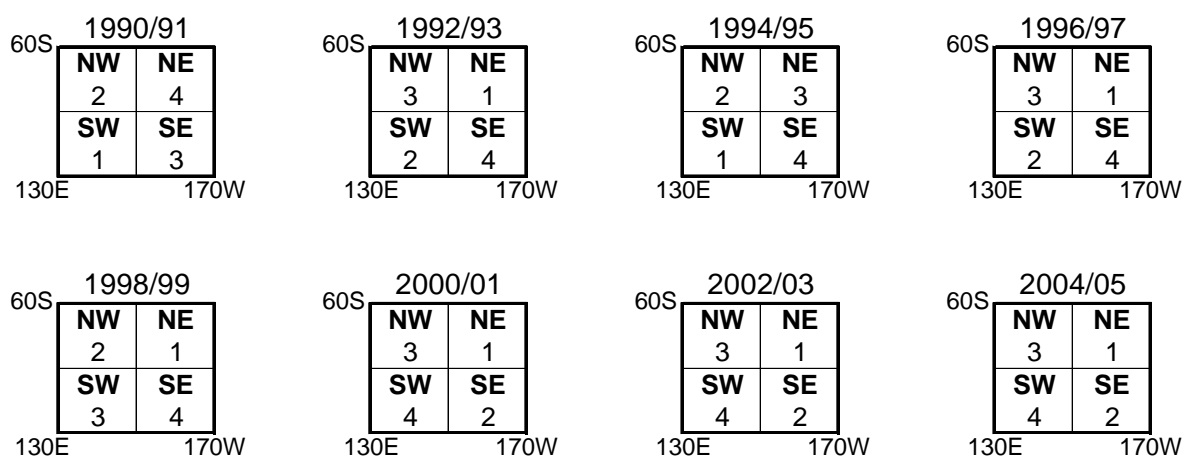 1990/91 1992/93 1994/95 1996/97
60S 60S 60S 60S
NW NE NW NE NW NE NW NE
2 4 3 1 2 3 3 1
SW SE SW SE SW SE SW SE
1 3 2 4 1 4 2 4
130E 170W 130E 170W 130E 170W 130E 170W
1998/99 2000/01 2002/03 2004/05
60S 60S 60S 60S
NW NE NW NE NW NE NW NE
2 1 3 1 3 1 3 1
SW SE SW SE SW SE SW SE
3 4 4 2 4 2 4 2
130E 170W 130E 170W 130E 170W 130E 170W